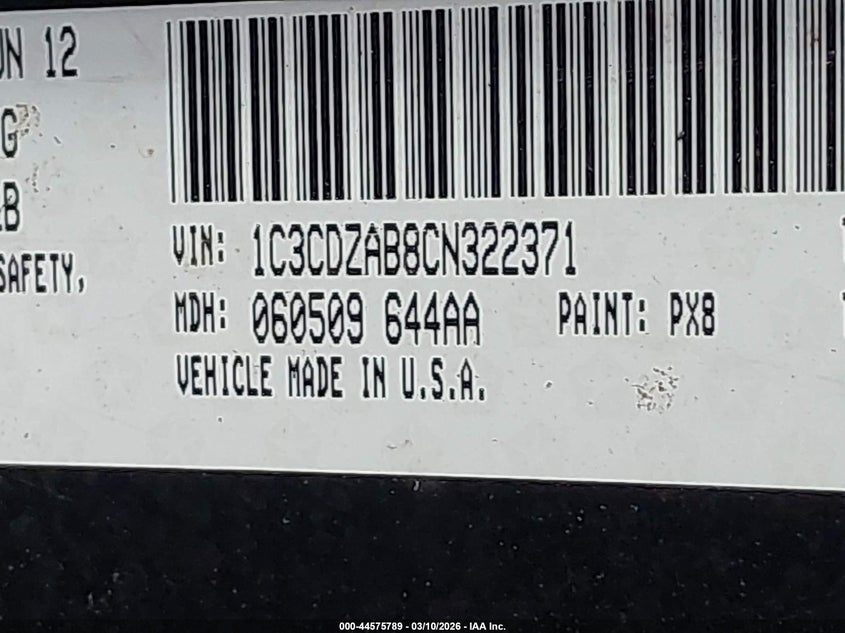 UN 12
G
B
SAFETY,
VIN: 1C3CDZAB8CN322371
MDH: 060509 644AA PAINT: PX8
VEHICLE MADE IN U.S.A.
000-44575789 - 03/10/2026 - IAA Inc.